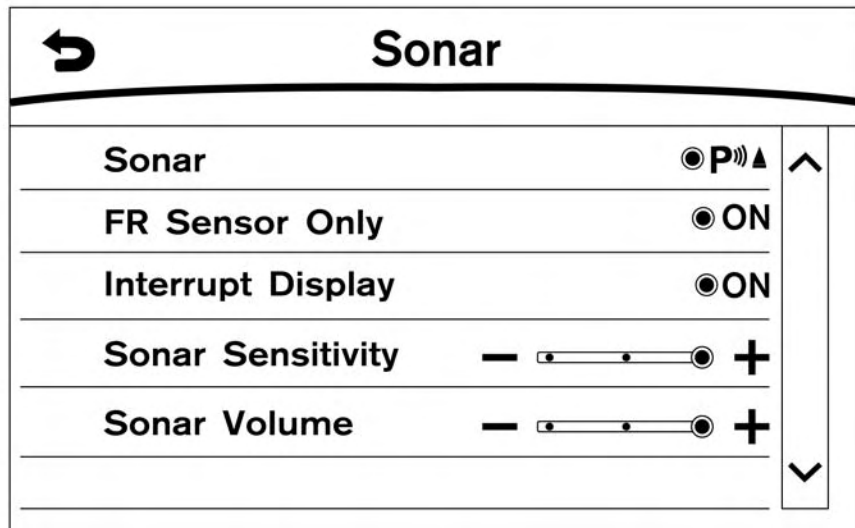 Sonar
Sonar P
FR Sensor Only ON
Interrupt Display ON
Sonar Sensitivity
Sonar Volume